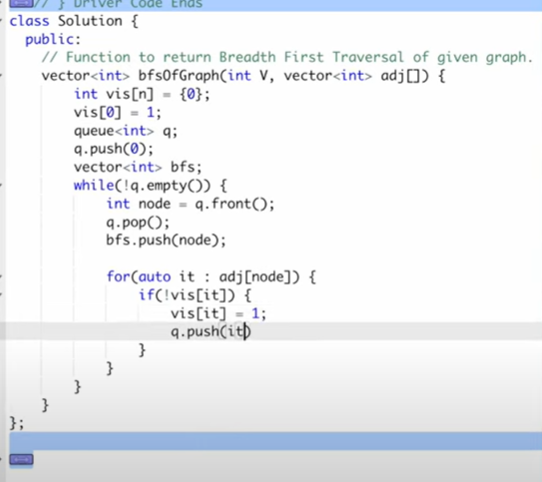 // } Driver Code Ends
class Solution {
  public:
    // Function to return Breadth First Traversal of given graph.
    vector<int> bfsOfGraph(int V, vector<int> adj[]) {
        int vis[n] = {0};
        vis[0] = 1;
        queue<int> q;
        q.push(0);
        vector<int> bfs;
        while(!q.empty()) {
            int node = q.front();
            q.pop();
            bfs.push(node);

            for(auto it : adj[node]) {
                if(!vis[it]) {
                    vis[it] = 1;
                    q.push(it)
                }
            }
        }
    }
};